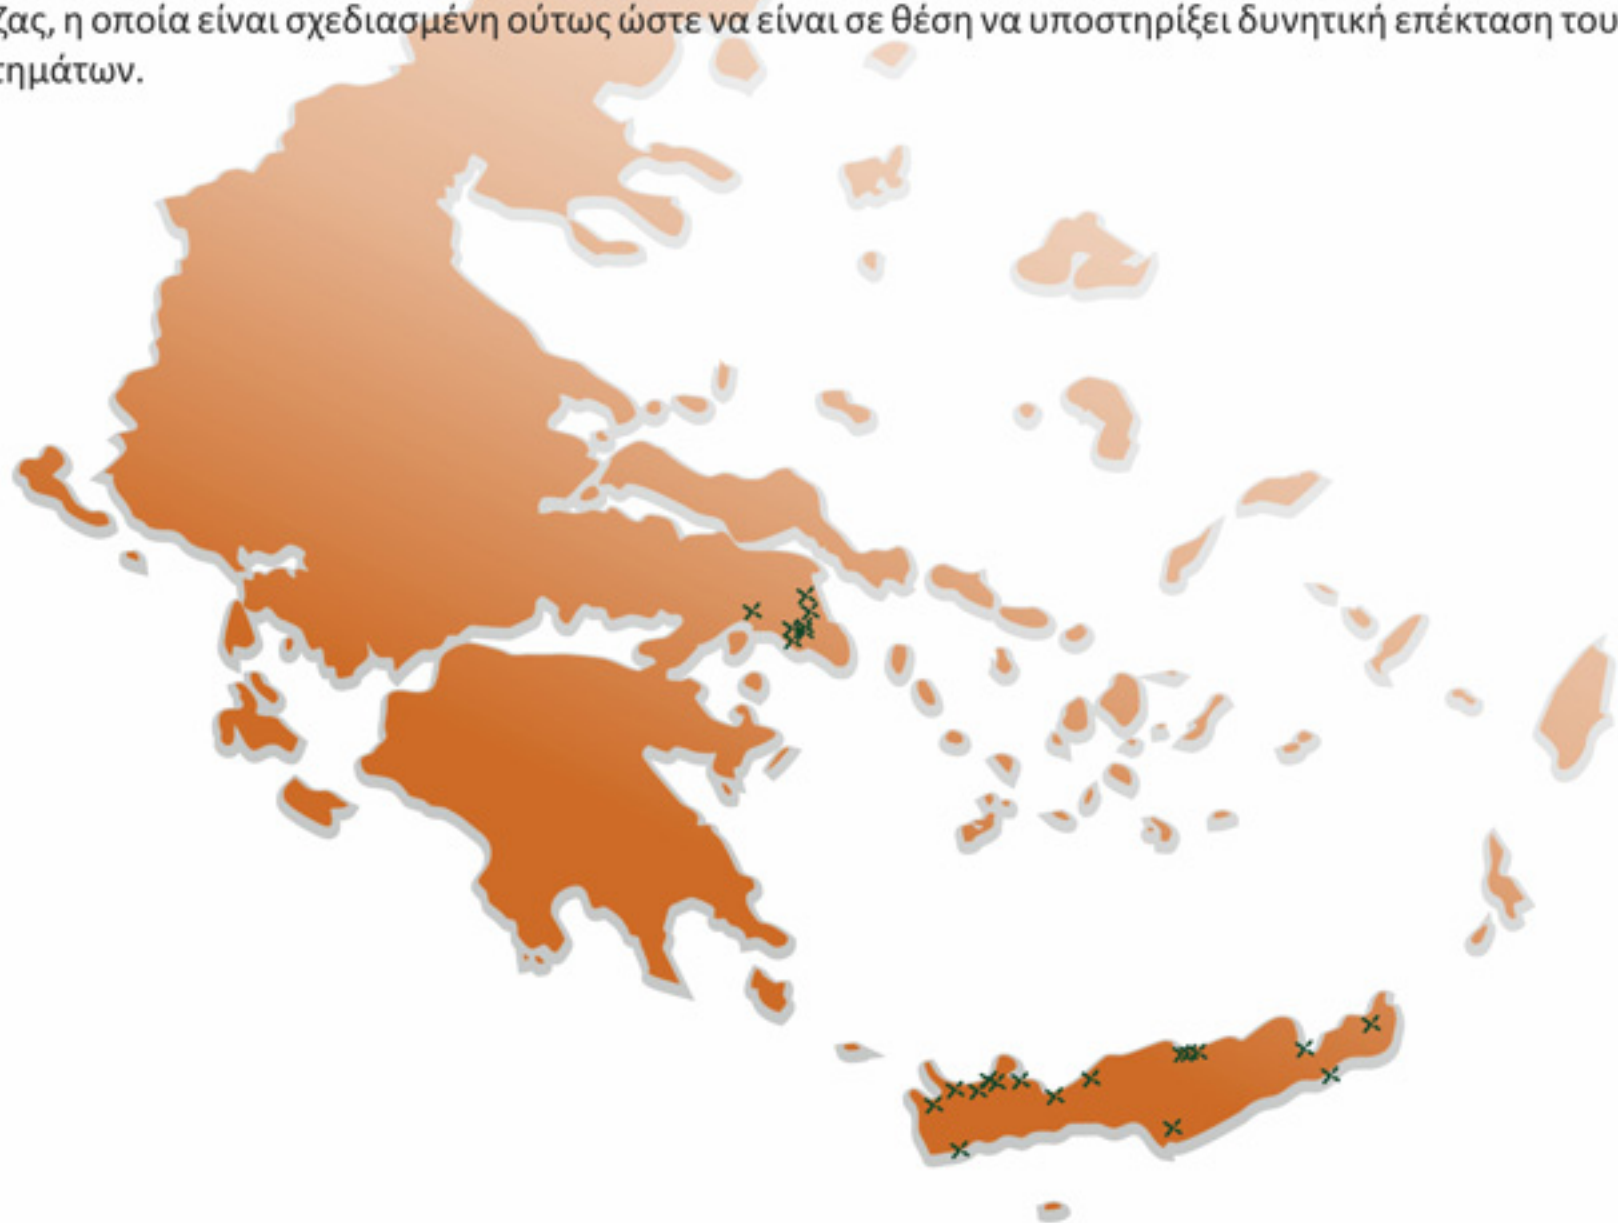 ζας, η οποία είναι σχεδιασμένη ούτως ώστε να είναι σε θέση να υποστηρίξει δυνητική επέκταση του
τημάτων.